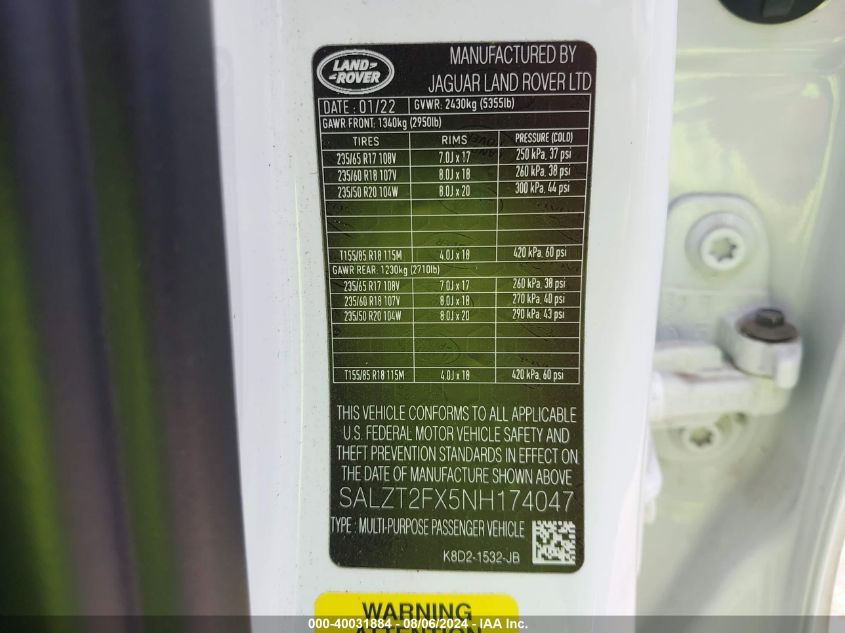 LAND
ROVER
MANUFACTURED BY
JAGUAR LAND ROVER LTD
DATE : 01/22 GVWR: 2430kg (5355lb)
GAWR FRONT: 1340kg (2950lb)
TIRES RIMS PRESSURE (COLD)
235/65 R17 108V 7.0J x 17 250 kPa, 37 psi
235/60 R18 107V 8.0J x 18 260 kPa, 38 psi
235/50 R20 104W 8.0J x 20 300 kPa, 44 psi
T155/85 R18 115M 4.0J x 18 420 kPa, 60 psi
GAWR REAR: 1230kg (2710lb)
235/65 R17 108V 7.0J x 17 260 kPa, 38 psi
235/60 R18 107V 8.0J x 18 270 kPa, 40 psi
235/50 R20 104W 8.0J x 20 290 kPa, 43 psi
T155/85 R18 115M 4.0J x 18 420 kPa, 60 psi
THIS VEHICLE CONFORMS TO ALL APPLICABLE
U.S. FEDERAL MOTOR VEHICLE SAFETY AND
THEFT PREVENTION STANDARDS IN EFFECT ON
THE DATE OF MANUFACTURE SHOWN ABOVE
SALZT2FX5NH174047
TYPE : MULTI-PURPOSE PASSENGER VEHICLE
K8D2-1532-JB
WARNING
ATTENTION
000-40031884 - 08/06/2024 - IAA Inc.